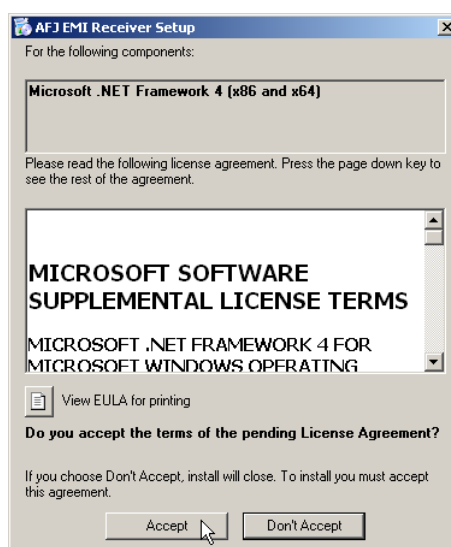 AFJ EMI Receiver Setup
For the following components:
Microsoft .NET Framework 4 (x86 and x64)
Please read the following license agreement. Press the page down key to
see the rest of the agreement.
MICROSOFT SOFTWARE
SUPPLEMENTAL LICENSE TERMS
MICROSOFT .NET FRAMEWORK 4 FOR
MICROSOFT WINDOWS OPERATING
View EULA for printing
Do you accept the terms of the pending License Agreement?
If you choose Don't Accept, install will close. To install you must accept
this agreement.
Accept Don't Accept